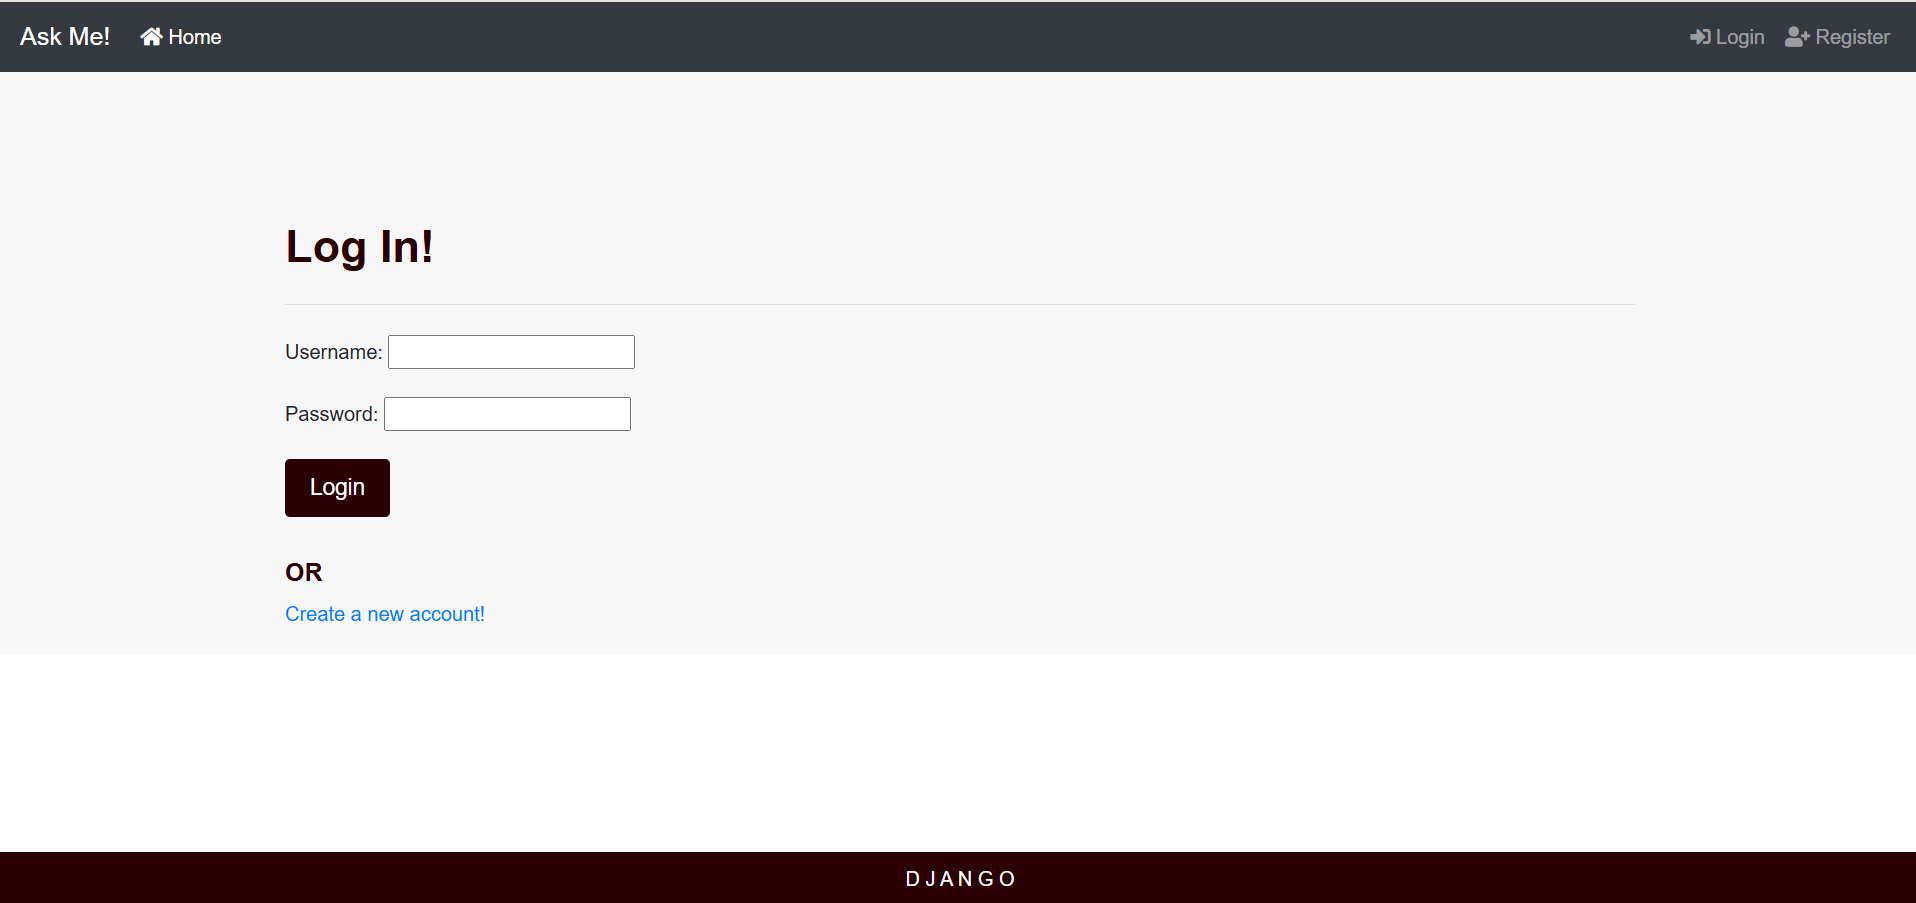 Ask Me! Home Login Register
Log In!
Username:
Password:
Login
OR
Create a new account!
DJANGO